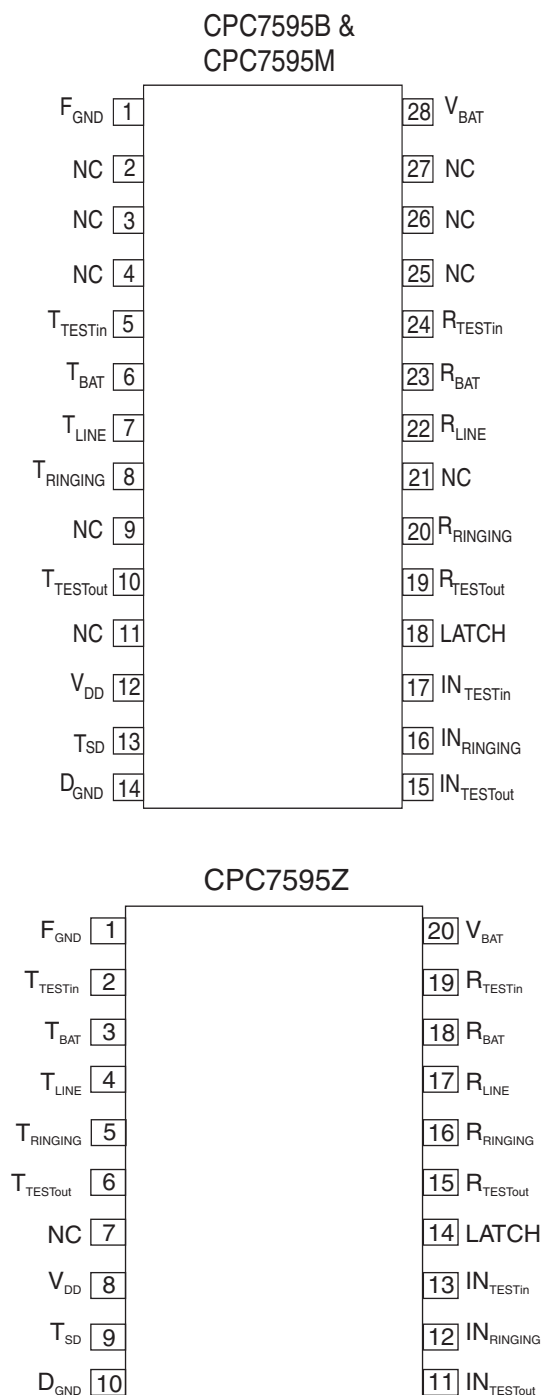 CPC7595B &
CPC7595M
F_GND 1 28 V_BAT
NC 2 27 NC
NC 3 26 NC
NC 4 25 NC
T_TESTin 5 24 R_TESTin
T_BAT 6 23 R_BAT
T_LINE 7 22 R_LINE
T_RINGING 8 21 NC
NC 9 20 R_RINGING
T_TESTout 10 19 R_TESTout
NC 11 18 LATCH
V_DD 12 17 IN_TESTin
T_SD 13 16 IN_RINGING
D_GND 14 15 IN_TESTout
CPC7595Z
F_GND 1 20 V_BAT
T_TESTin 2 19 R_TESTin
T_BAT 3 18 R_BAT
T_LINE 4 17 R_LINE
T_RINGING 5 16 R_RINGING
T_TESTout 6 15 R_TESTout
NC 7 14 LATCH
V_DD 8 13 IN_TESTin
T_SD 9 12 IN_RINGING
D_GND 10 11 IN_TESTout